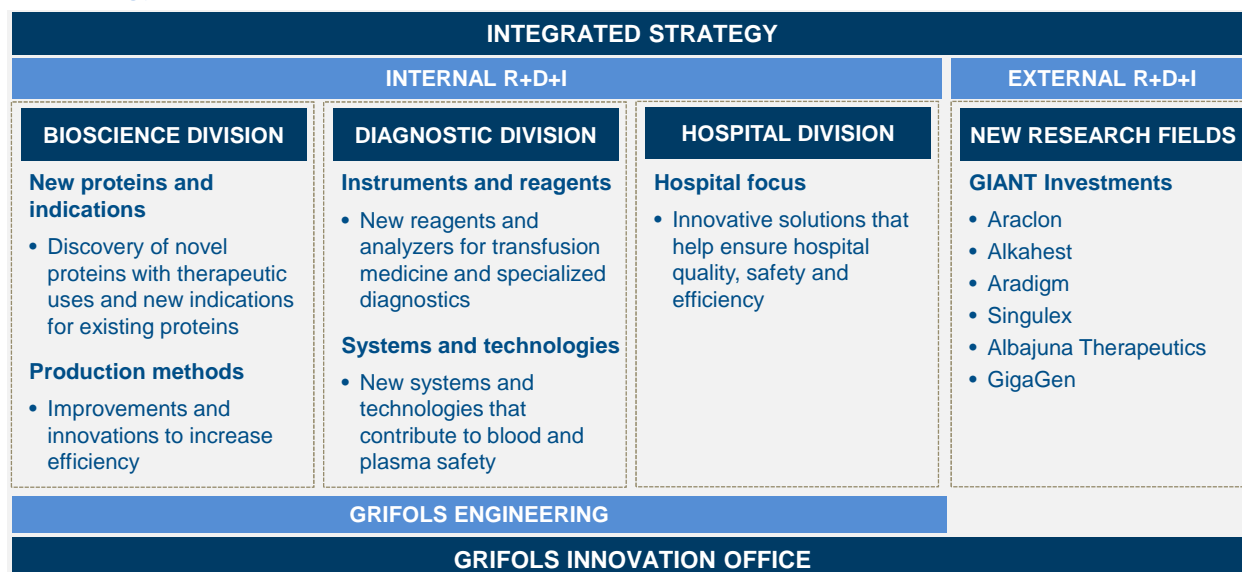 INTEGRATED STRATEGY
INTERNAL R+D+I
EXTERNAL R+D+I
BIOSCIENCE DIVISION
New proteins and
indications
• Discovery of novel
proteins with therapeutic
uses and new indications
for existing proteins
Production methods
• Improvements and
innovations to increase
efficiency
DIAGNOSTIC DIVISION
Instruments and reagents
• New reagents and
analyzers for transfusion
medicine and specialized
diagnostics
Systems and technologies
• New systems and
technologies that
contribute to blood and
plasma safety
HOSPITAL DIVISION
Hospital focus
• Innovative solutions that
help ensure hospital
quality, safety and
efficiency
NEW RESEARCH FIELDS
GIANT Investments
• Araclon
• Alkahest
• Aradigm
• Singulex
• Albajuna Therapeutics
• GigaGen
GRIFOLS ENGINEERING
GRIFOLS INNOVATION OFFICE